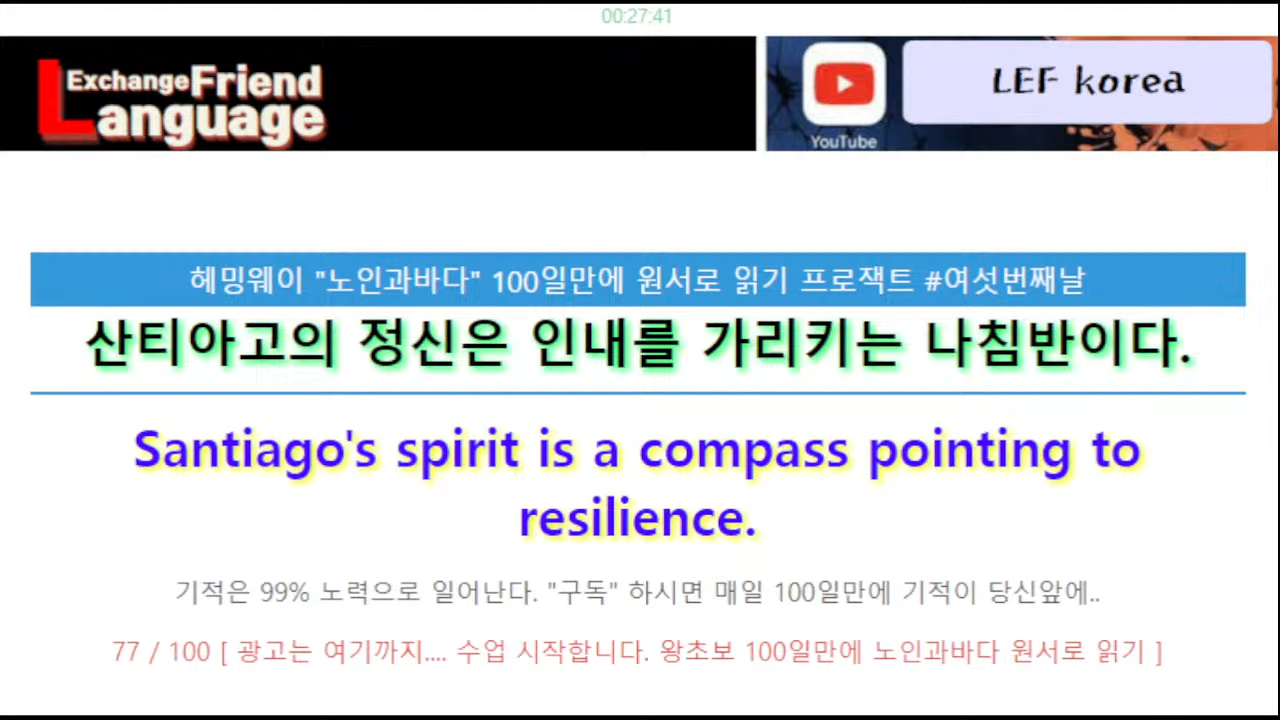 00:27:41
ExchangeFriend
Language
LEF korea
YouTube
헤밍웨이 "노인과바다" 100일만에 원서로 읽기 프로잭트 #여섯번째날
산티아고의 정신은 인내를 가리키는 나침반이다.
Santiago's spirit is a compass pointing to
resilience.
기적은 99% 노력으로 일어난다. "구독" 하시면 매일 100일만에 기적이 당신앞에..
77 / 100 [ 광고는 여기까지.... 수업 시작합니다. 왕초보 100일만에 노인과바다 원서로 읽기 ]